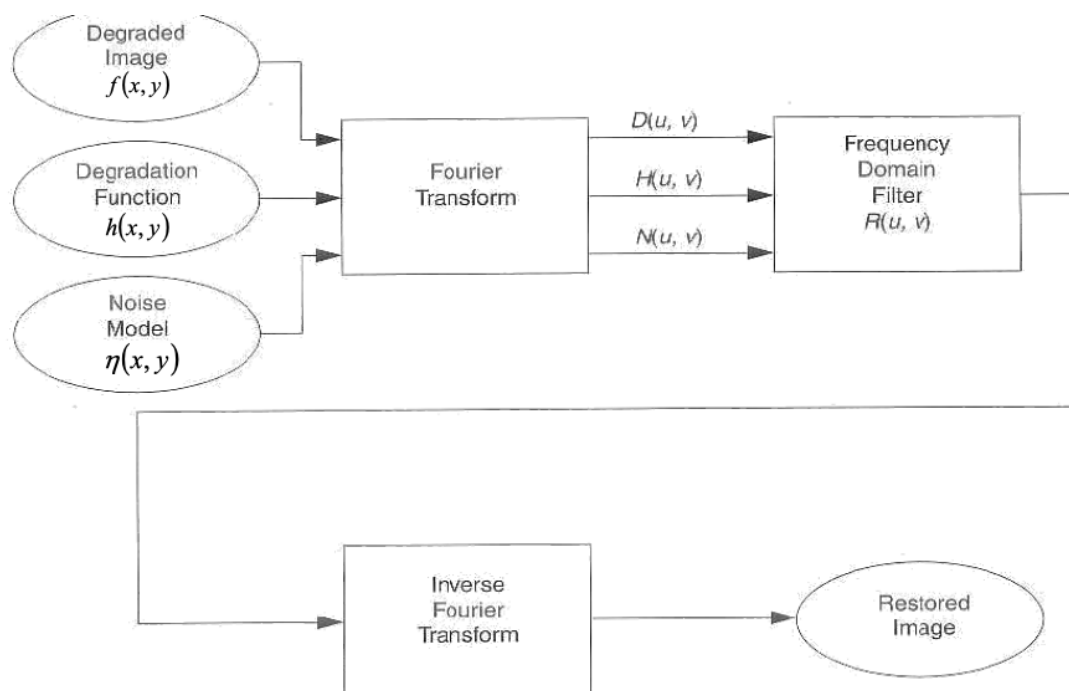 Degraded
Image
f(x, y)
Degradation
Function
h(x, y)
Noise
Model
η(x, y)
Fourier
Transform
D(u, v)
H(u, v)
N(u, v)
Frequency
Domain
Filter
R(u, v)
Inverse
Fourier
Transform
Restored
Image